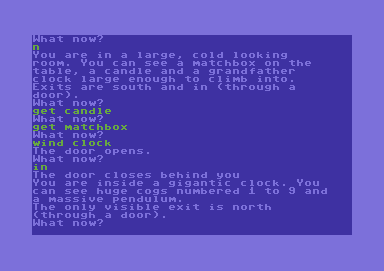 What now?
n
You are in a large, cold looking
room. You can see a matchbox on the
table, a candle and a grandfather
clock large enough to climb into.
Exits are south and in (through a
door).
What now?
get candle
What now?
get matchbox
What now?
wind clock
The door opens.
What now?
in
The door closes behind you
You are inside a gigantic clock. You
can see huge cogs numbered 1 to 9 and
a massive pendulum.
The only visible exit is north
(through a door).
What now?